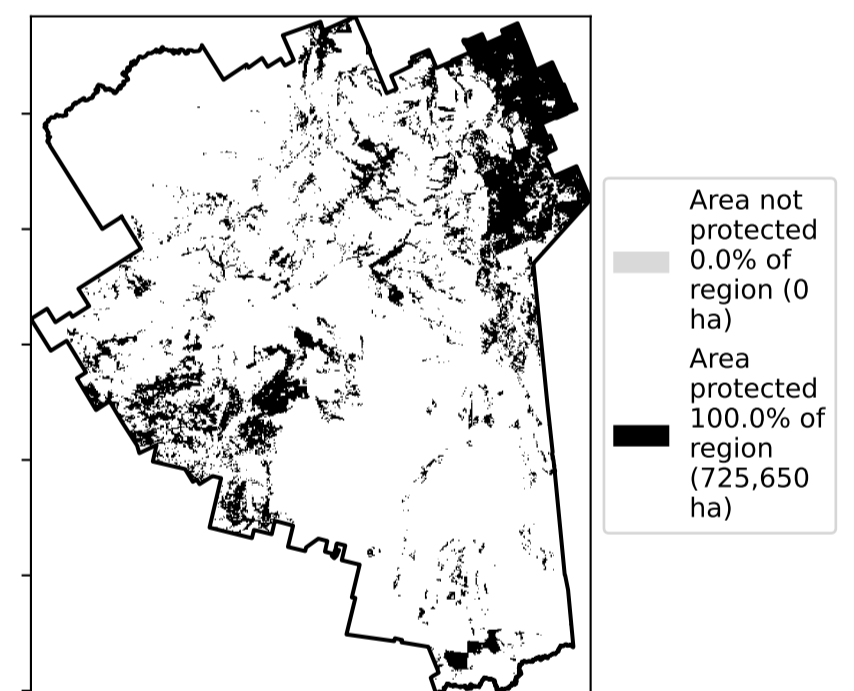 Area not
protected
0.0% of
region (0
ha)
Area
protected
100.0% of
region
(725,650
ha)